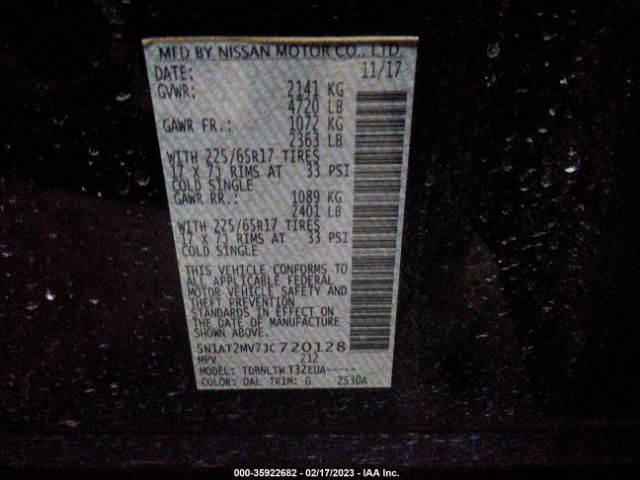 MFD BY NISSAN MOTOR CO., LTD.
DATE: 11/17
GVWR: 2141 KG
4720 LB
GAWR FR.: 1072 KG
2363 LB
WITH 225/65R17 TIRES
17 X 7J RIMS AT 33 PSI
COLD SINGLE
GAWR RR.: 1089 KG
2401 LB
WITH 225/65R17 TIRES
17 X 7J RIMS AT 33 PSI
COLD SINGLE
THIS VEHICLE CONFORMS TO
ALL APPLICABLE FEDERAL
MOTOR VEHICLE SAFETY AND
THEFT PREVENTION
STANDARDS IN EFFECT ON
THE DATE OF MANUFACTURE
SHOWN ABOVE.
5N1AT2MV7JC720128
MPV 212
MODEL: TDBNLTW T32EUA-----
COLOR: DAL TRIM: G ZS30A
000-35922682 - 02/17/2023 - IAA Inc.